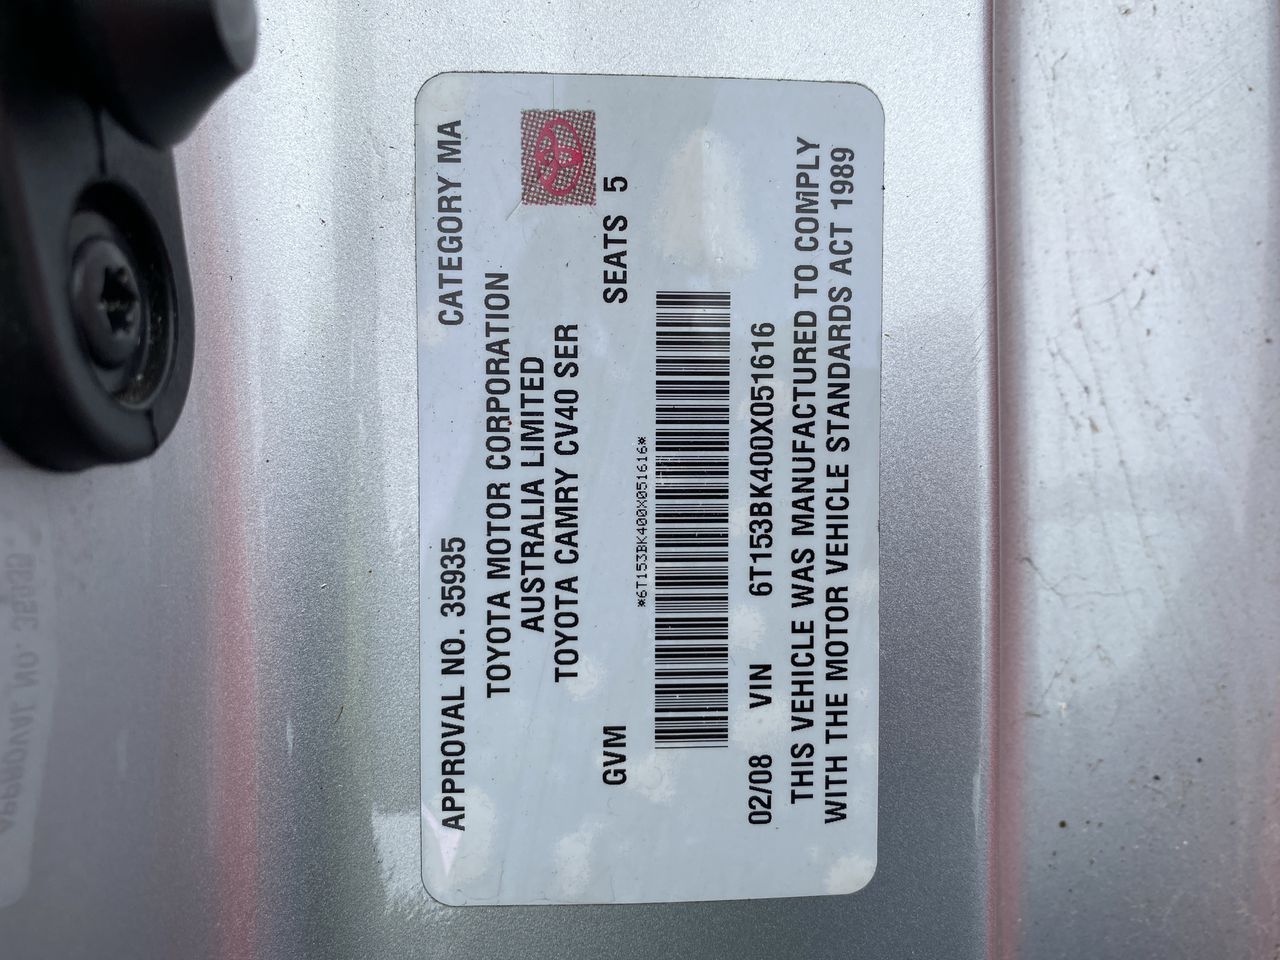 APPROVAL NO. 35935 CATEGORY MA
TOYOTA MOTOR CORPORATION
AUSTRALIA LIMITED
TOYOTA CAMRY CV40 SER
GVM SEATS 5
*6T153BK400X051616*
02/08 VIN 6T153BK400X051616
THIS VEHICLE WAS MANUFACTURED TO COMPLY
WITH THE MOTOR VEHICLE STANDARDS ACT 1989